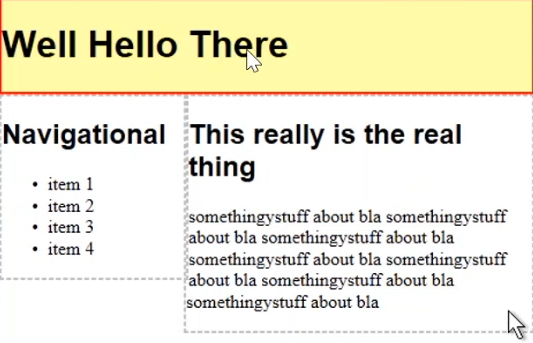 Well Hello There
Navigational
item 1
item 2
item 3
item 4
This really is the real
thing
somethingystuff about bla somethingystuff
about bla somethingystuff about bla
somethingystuff about bla somethingystuff
about bla somethingystuff about bla
somethingystuff about bla